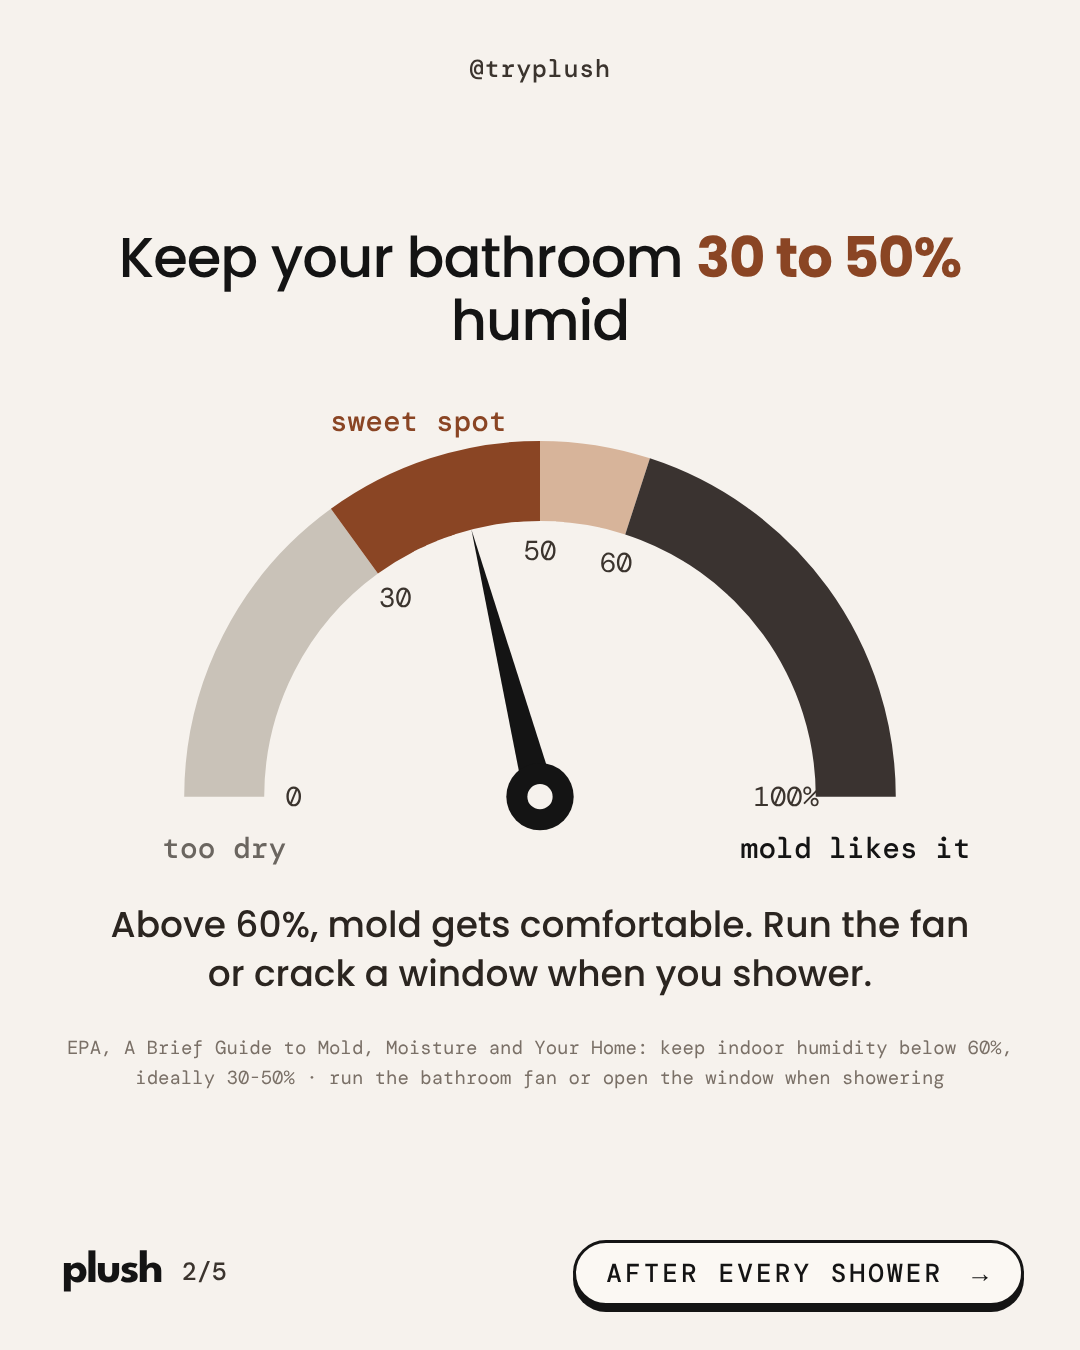 @tryplush
Keep your bathroom 30 to 50%
humid
sweet spot
50
60
30
0
100%
too dry
mold likes it
Above 60%, mold gets comfortable. Run the fan
or crack a window when you shower.
EPA, A Brief Guide to Mold, Moisture and Your Home: keep indoor humidity below 60%,
ideally 30-50% · run the bathroom fan or open the window when showering
plush 2/5
AFTER EVERY SHOWER →